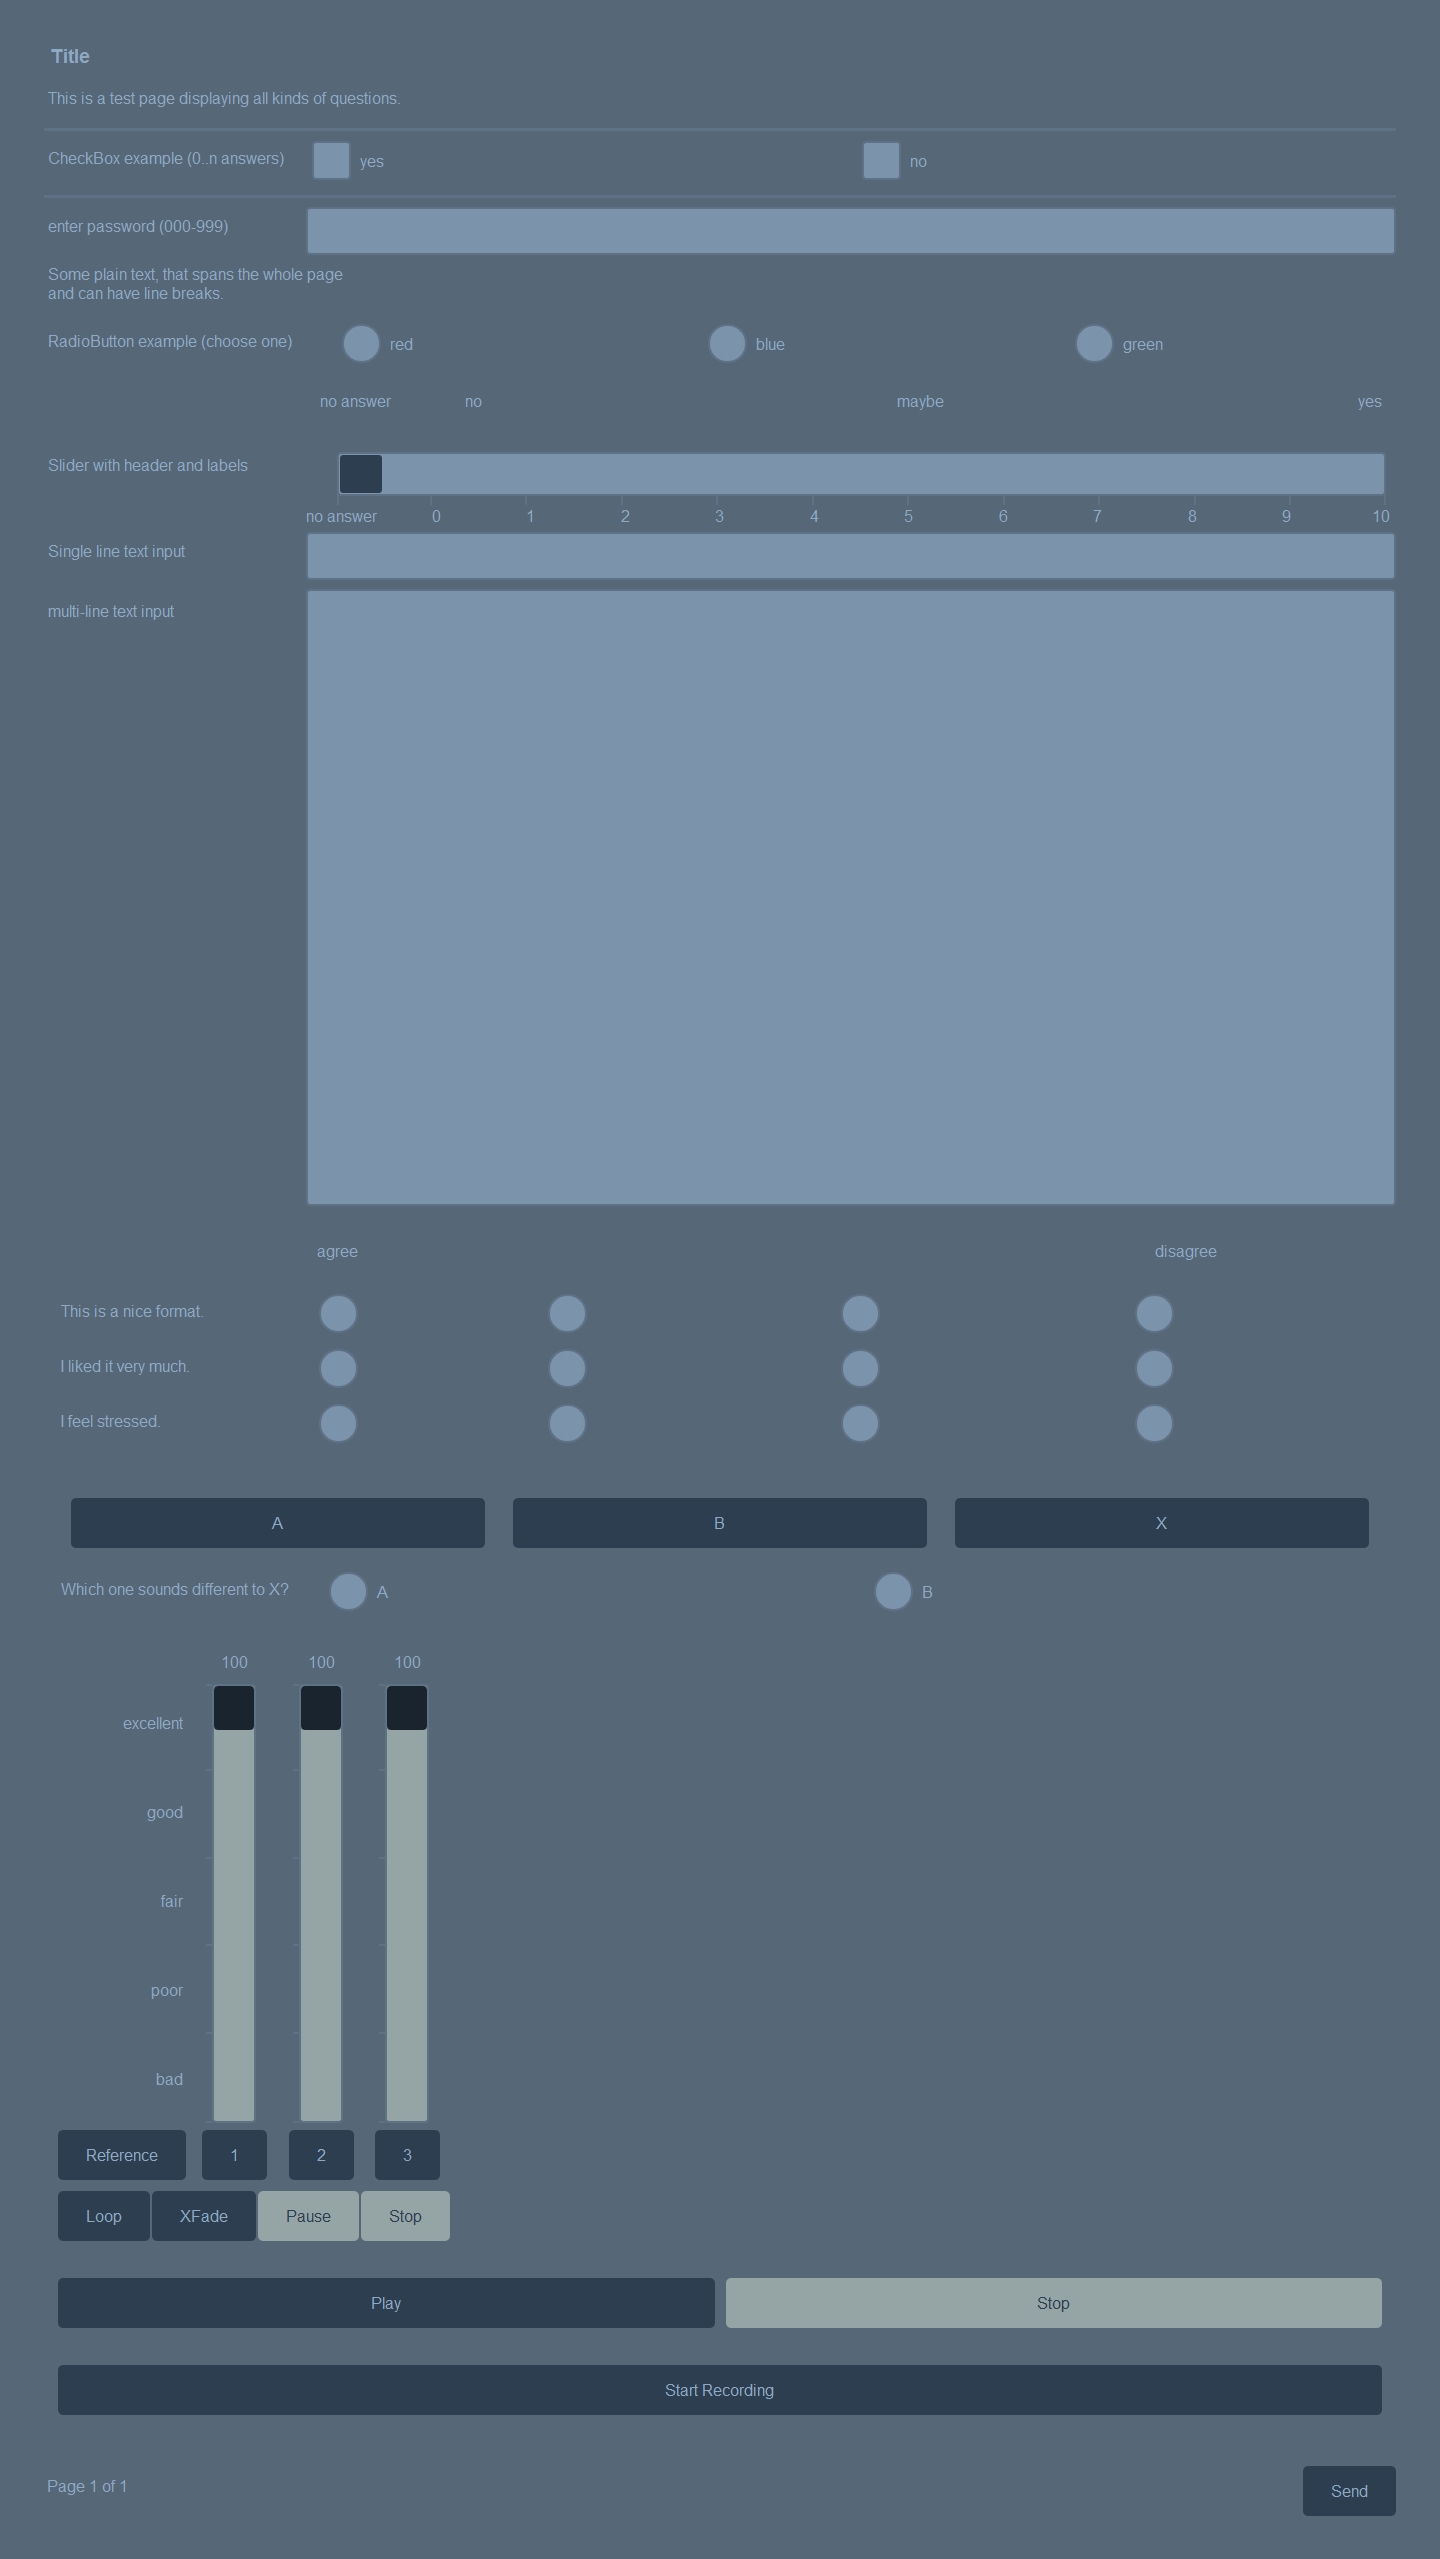 Title
This is a test page displaying all kinds of questions.
CheckBox example (0..n answers) yes no
enter password (000-999)
Some plain text, that spans the whole page
and can have line breaks.
RadioButton example (choose one) red blue green
no answer no maybe yes
Slider with header and labels
no answer 0 1 2 3 4 5 6 7 8 9 10
Single line text input
multi-line text input
agree disagree
This is a nice format.
I liked it very much.
I feel stressed.
A B X
Which one sounds different to X? A B
100 100 100
excellent
good
fair
poor
bad
Reference 1 2 3
Loop XFade Pause Stop
Play Stop
Start Recording
Page 1 of 1 Send